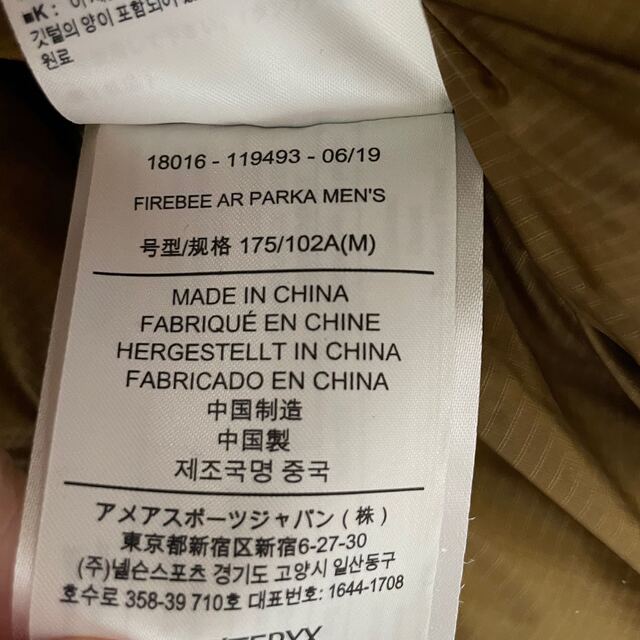 깃털의 양이 포함되어
원료
18016 - 119493 - 06/19
FIREBEE AR PARKA MEN'S
号型/规格 175/102A(M)
MADE IN CHINA
FABRIQUÉ EN CHINE
HERGESTELLT IN CHINA
FABRICADO EN CHINA
中国制造
中国製
제조국명 중국
アメアスポーツジャパン(株)
東京都新宿区新宿6-27-30
(주)넬슨스포츠 경기도 고양시 일산동구
호수로 358-39 710호 대표번호: 1644-1708